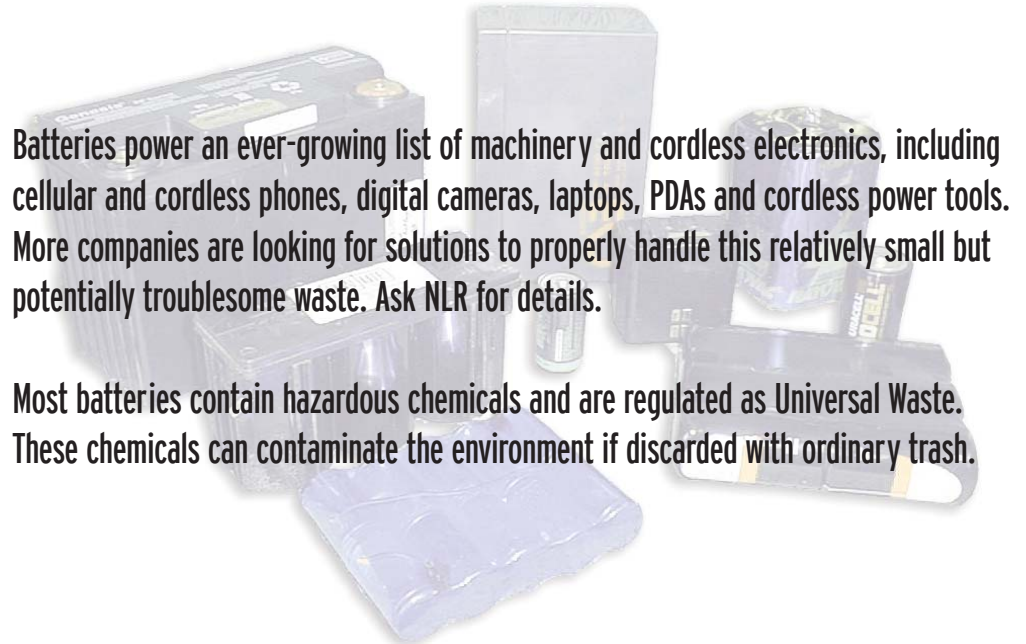 Genesis
Batteries power an ever-growing list of machinery and cordless electronics, including
cellular and cordless phones, digital cameras, laptops, PDAs and cordless power tools.
More companies are looking for solutions to properly handle this relatively small but
potentially troublesome waste. Ask NLR for details.
Most batteries contain hazardous chemicals and are regulated as Universal Waste.
These chemicals can contaminate the environment if discarded with ordinary trash.